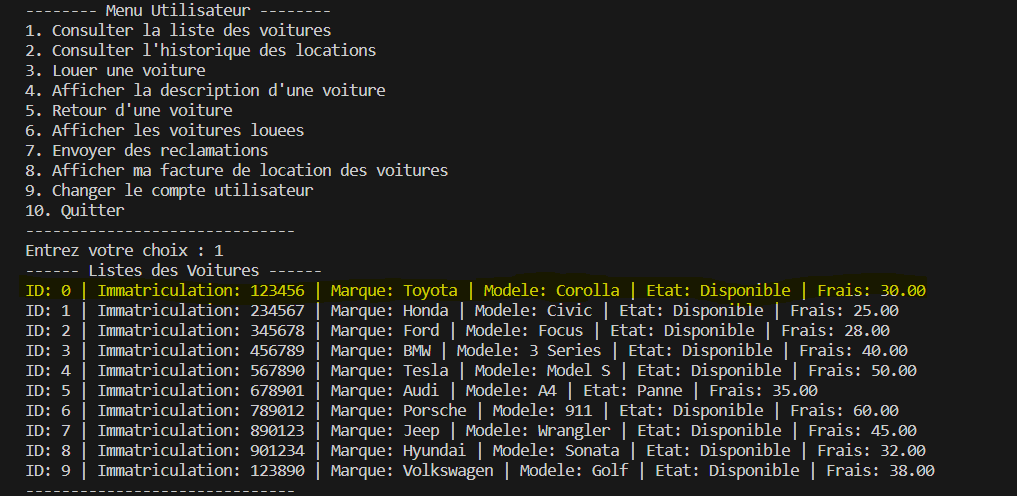 -------- Menu Utilisateur --------
1. Consulter la liste des voitures
2. Consulter l'historique des locations
3. Louer une voiture
4. Afficher la description d'une voiture
5. Retour d'une voiture
6. Afficher les voitures louees
7. Envoyer des reclamations
8. Afficher ma facture de location des voitures
9. Changer le compte utilisateur
10. Quitter
------------------------------
Entrez votre choix : 1
------ Listes des Voitures ------
ID: 0 | Immatriculation: 123456 | Marque: Toyota | Modele: Corolla | Etat: Disponible | Frais: 30.00
ID: 1 | Immatriculation: 234567 | Marque: Honda | Modele: Civic | Etat: Disponible | Frais: 25.00
ID: 2 | Immatriculation: 345678 | Marque: Ford | Modele: Focus | Etat: Disponible | Frais: 28.00
ID: 3 | Immatriculation: 456789 | Marque: BMW | Modele: 3 Series | Etat: Disponible | Frais: 40.00
ID: 4 | Immatriculation: 567890 | Marque: Tesla | Modele: Model S | Etat: Disponible | Frais: 50.00
ID: 5 | Immatriculation: 678901 | Marque: Audi | Modele: A4 | Etat: Panne | Frais: 35.00
ID: 6 | Immatriculation: 789012 | Marque: Porsche | Modele: 911 | Etat: Disponible | Frais: 60.00
ID: 7 | Immatriculation: 890123 | Marque: Jeep | Modele: Wrangler | Etat: Disponible | Frais: 45.00
ID: 8 | Immatriculation: 901234 | Marque: Hyundai | Modele: Sonata | Etat: Disponible | Frais: 32.00
ID: 9 | Immatriculation: 123890 | Marque: Volkswagen | Modele: Golf | Etat: Disponible | Frais: 38.00
------------------------------